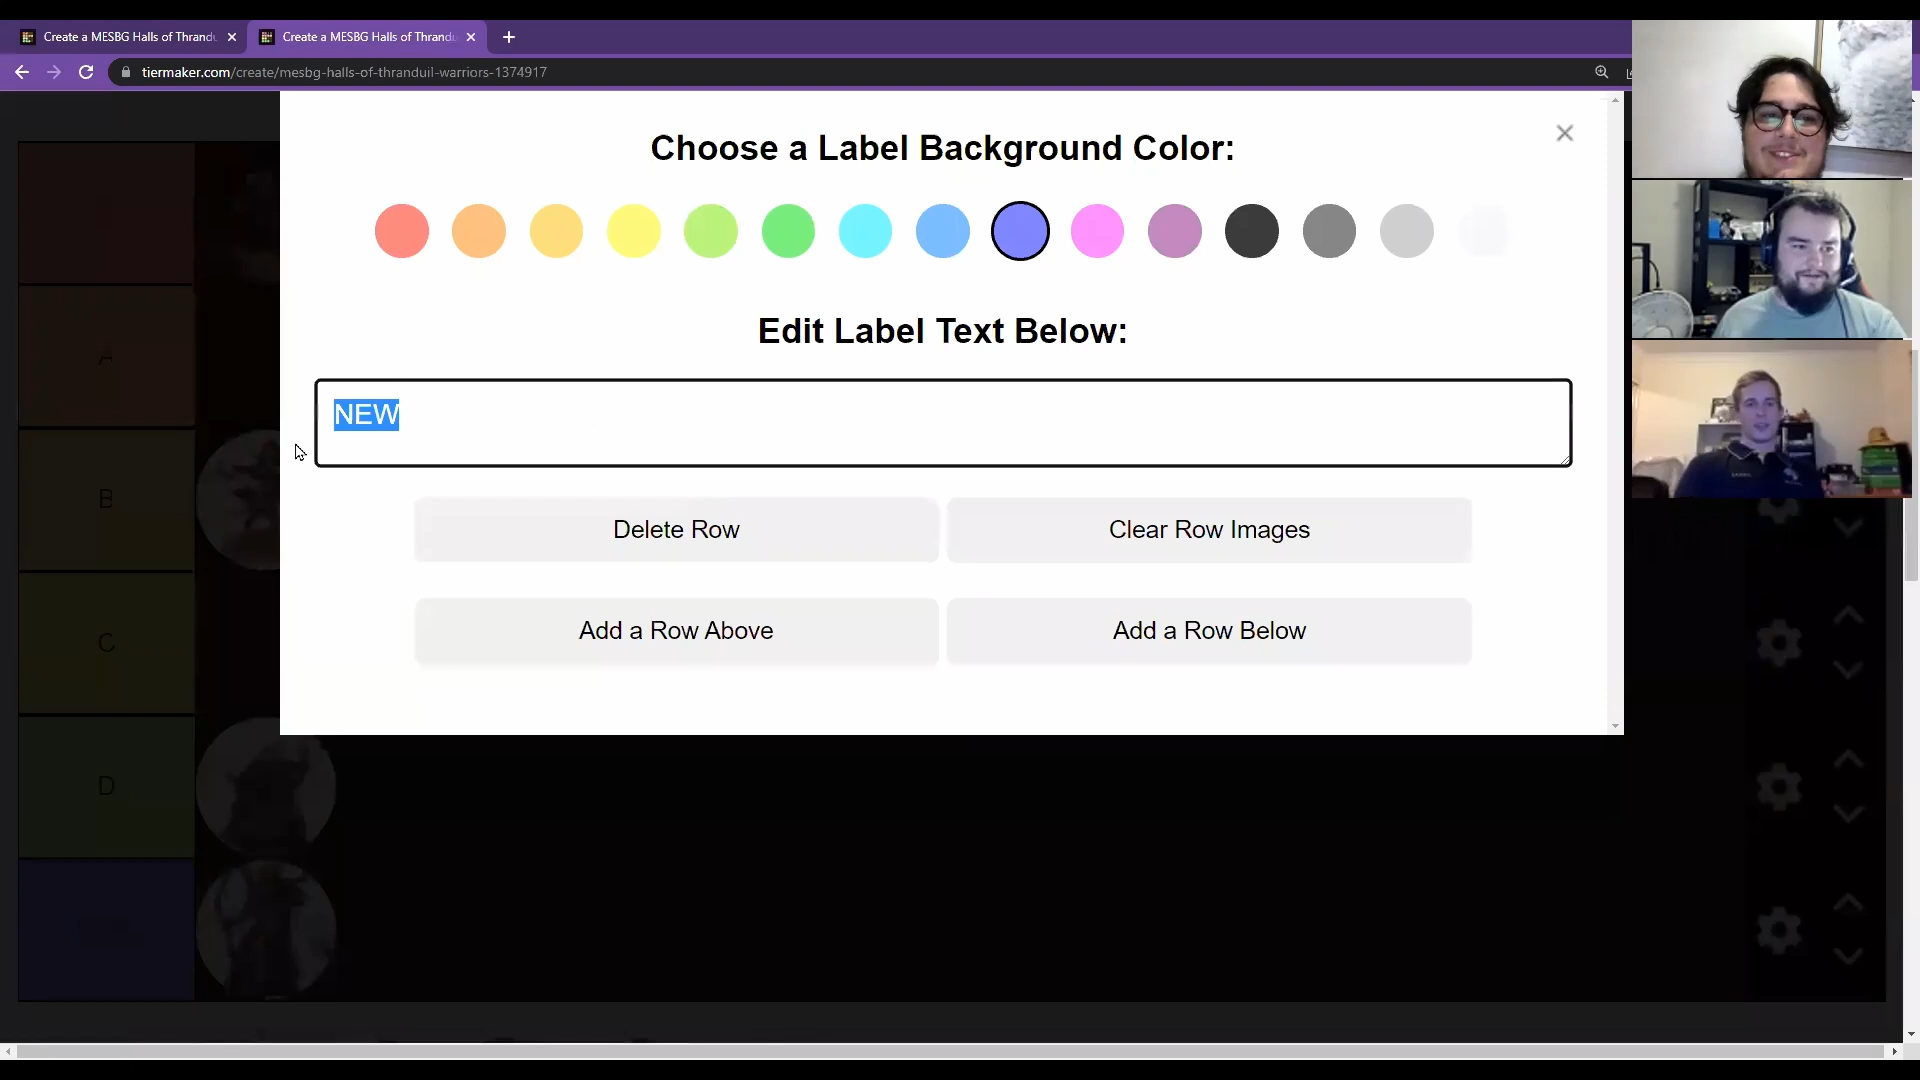 Create a MESBG Halls of Thrandu
Create a MESBG Halls of Thrandu
tiermaker.com/create/mesbg-halls-of-thranduil-warriors-1374917
Choose a Label Background Color:
Edit Label Text Below:
NEW
Delete Row
Clear Row Images
Add a Row Above
Add a Row Below
A
B
C
D